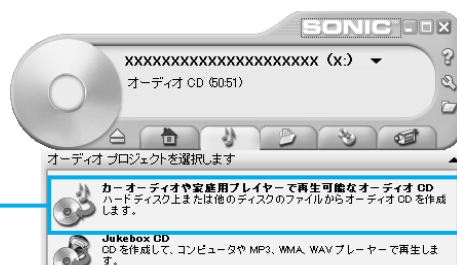 SONIC
XXXXXXXXXXXXXXXXXXXXXX (X:)
オーディオ CD (50:51)
オーディオ プロジェクトを選択します
カーオーディオや家庭用プレイヤーで再生可能なオーディオ CD
ハードディスク上または他のディスクのファイルからオーディオ CD を作成
します。
Jukebox CD
CD を作成して、コンピュータや MP3、WMA、WAV プレーヤーで再生しま
す。